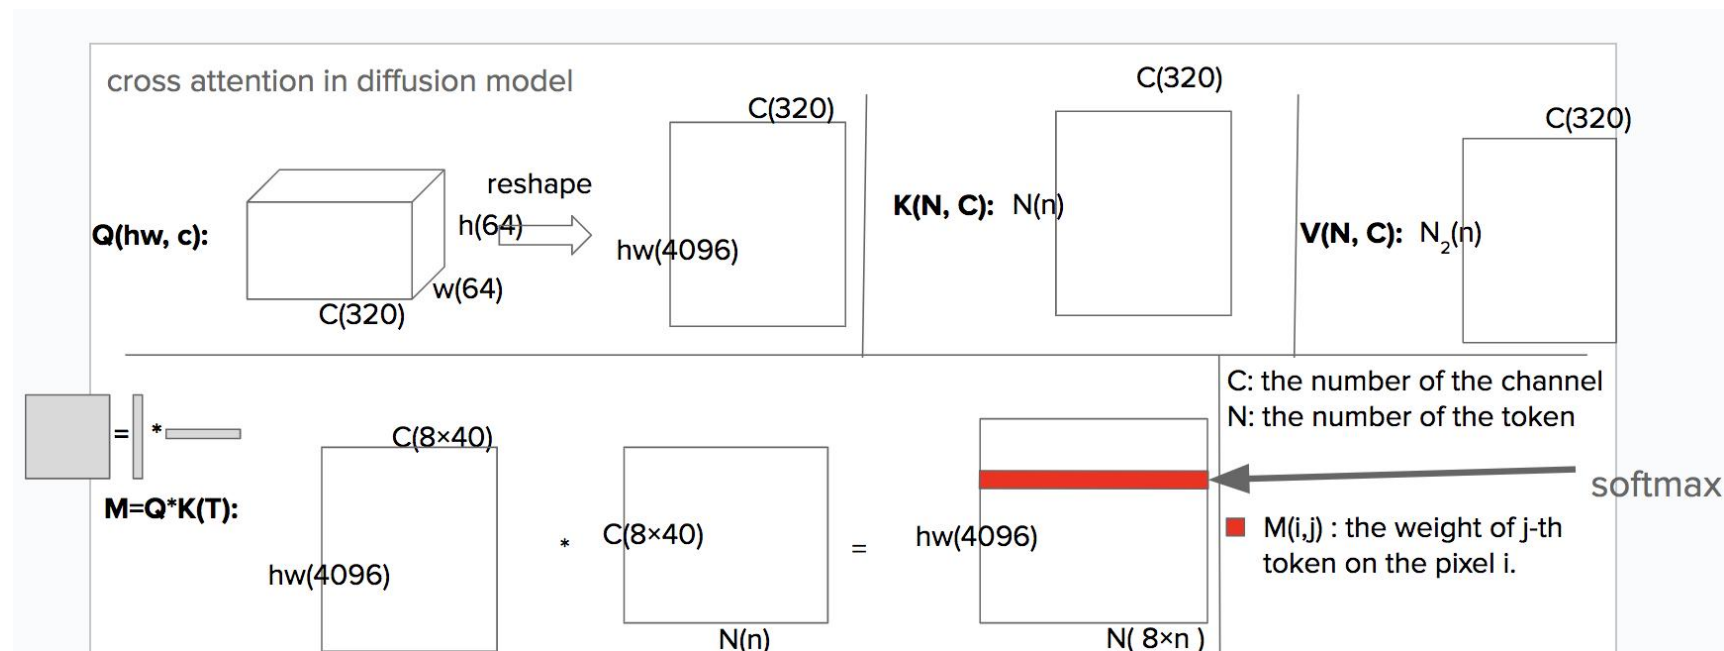 cross attention in diffusion model
Q(hw, c):
C(320)
h(64)
w(64)
reshape
C(320)
hw(4096)
K(N, C): N(n)
C(320)
V(N, C): N₂(n)
C(320)
= *
M=Q*K(T):
C(8×40)
hw(4096)
*
C(8×40)
N(n)
=
hw(4096)
N( 8×n )
C: the number of the channel
N: the number of the token
softmax
M(i,j) : the weight of j-th
token on the pixel i.